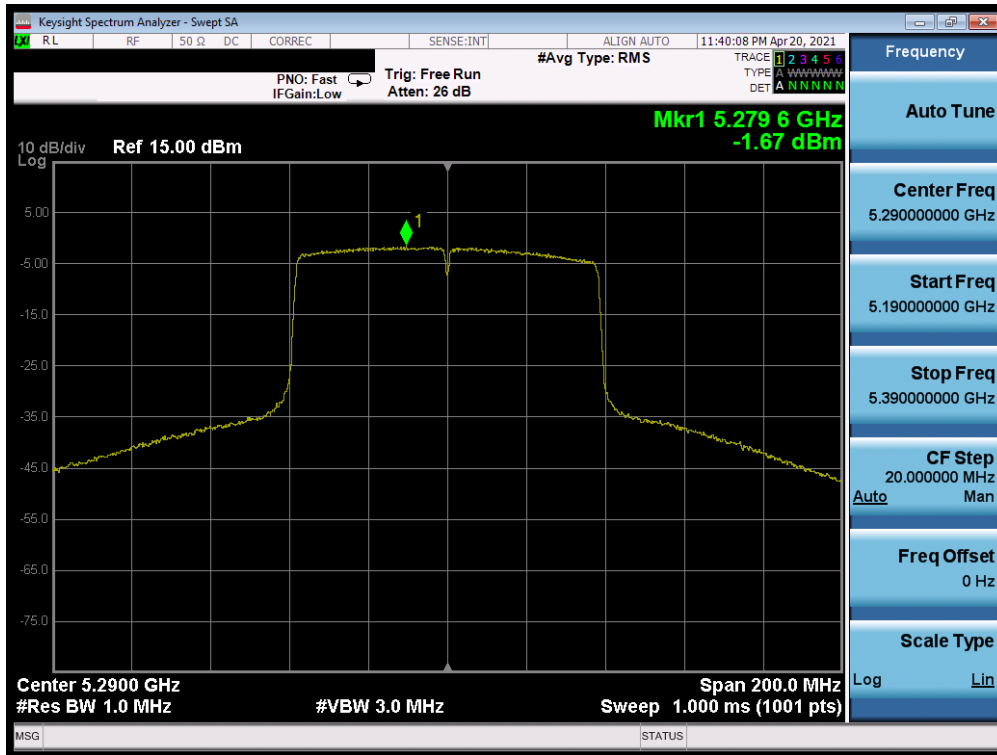 Keysight Spectrum Analyzer - Swept SA
LXI RL RF 50 Ω DC CORREC SENSE:INT ALIGN AUTO 11:40:08 PM Apr 20, 2021
#Avg Type: RMS
TRACE 1 2 3 4 5 6
TYPE A WWWWW
DET A N N N N N
PNO: Fast
IFGain:Low
Trig: Free Run
Atten: 26 dB
Mkr1 5.279 6 GHz
-1.67 dBm
10 dB/div Ref 15.00 dBm
Log
1
5.00
-5.00
-15.0
-25.0
-35.0
-45.0
-55.0
-65.0
-75.0
Center 5.2900 GHz
Span 200.0 MHz
#Res BW 1.0 MHz
#VBW 3.0 MHz
Sweep 1.000 ms (1001 pts)
MSG
STATUS
Frequency
Auto Tune
Center Freq
5.290000000 GHz
Start Freq
5.190000000 GHz
Stop Freq
5.390000000 GHz
CF Step
20.000000 MHz
Auto Man
Freq Offset
0 Hz
Scale Type
Log Lin